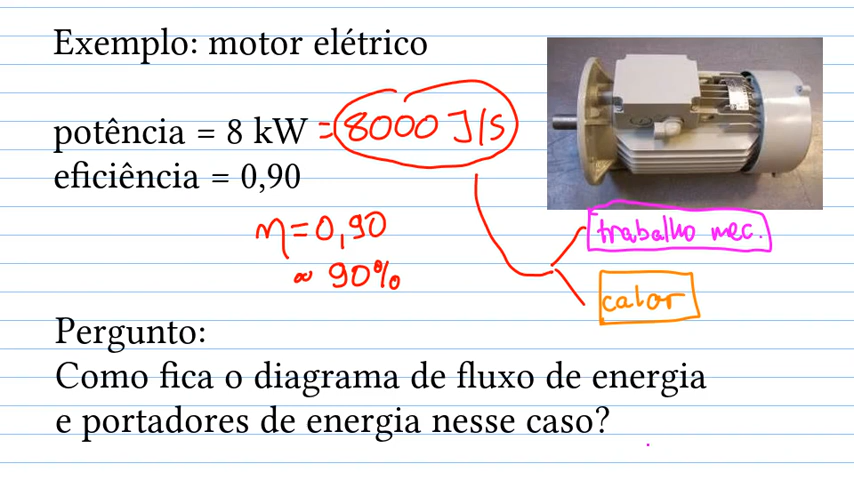 Exemplo: motor elétrico
potência = 8 kW = 8000 J/s
eficiência = 0,90
η = 0,90
∞ 90%
trabalho mec.
calor
Pergunto:
Como fica o diagrama de fluxo de energia
e portadores de energia nesse caso?